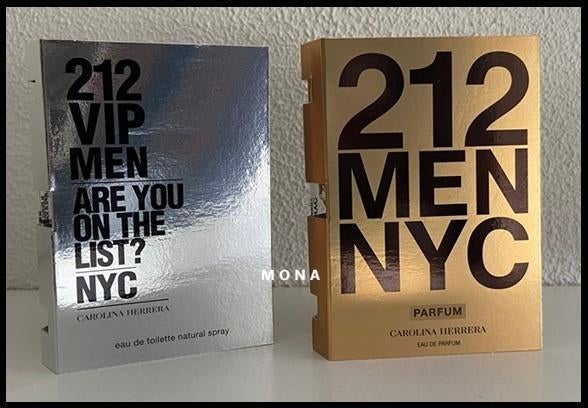 212
VIP
MEN
ARE YOU
ON THE
LIST?
NYC
CAROLINA HERRERA
eau de toilette natural spray
212
MEN
NYC
PARFUM
CAROLINA HERRERA
EAU DE PARFUM
MONA